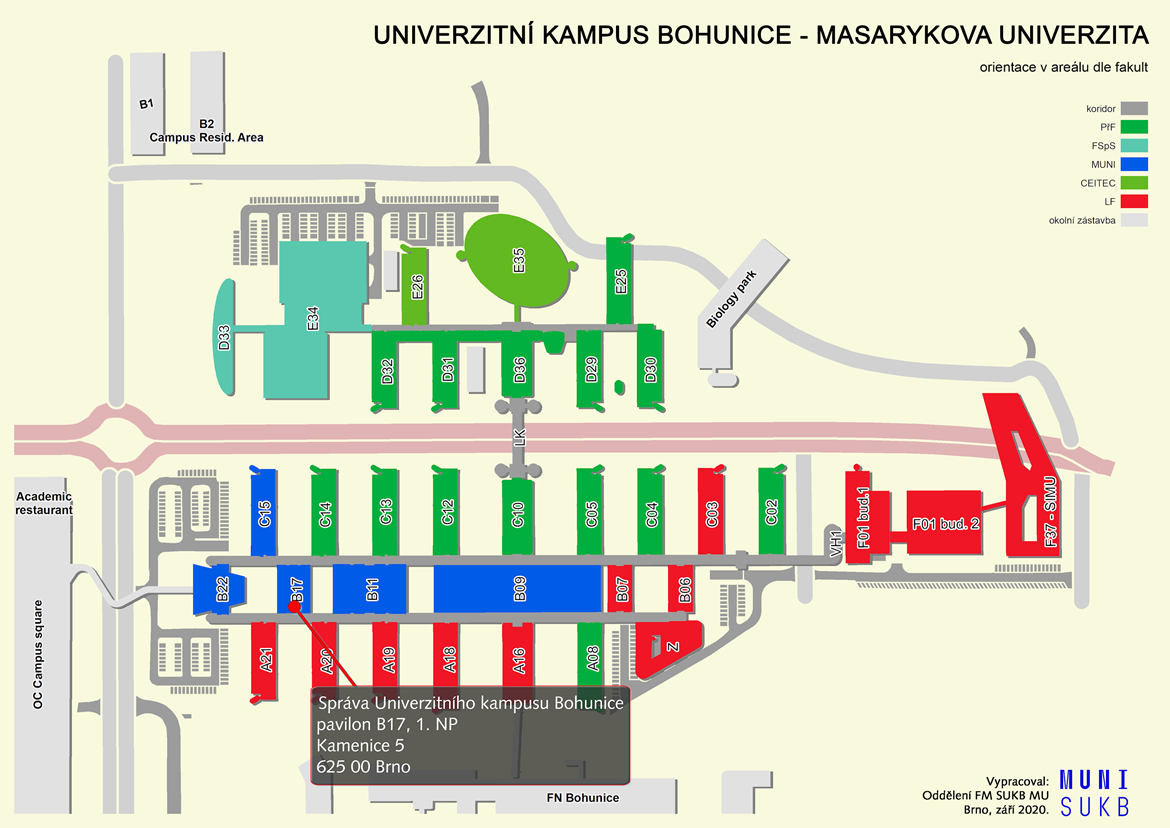 UNIVERZITNÍ KAMPUS BOHUNICE - MASARYKOVA UNIVERZITA
orientace v areálu dle fakult
koridor
PřF
FSpS
MUNI
CEITEC
LF
okolní zástavba
B1
B2
Campus Resid. Area
E35
E25
E26
E34
D33
Biology park
D32
D31
D36
D29
D30
LK
Academic
restaurant
C15
C14
C13
C12
C10
C05
C04
C03
C02
VH1
F01 bud.1
F01 bud. 2
F37 - SIMU
B22
B17
B11
B09
B07
B06
OC Campus square
A21
A20
A19
A18
A16
A08
Z
Správa Univerzitního kampusu Bohunice
pavilon B17, 1. NP
Kamenice 5
625 00 Brno
FN Bohunice
Vypracoval:
Oddělení FM SUKB MU
Brno, září 2020.
MUNI
SUKB